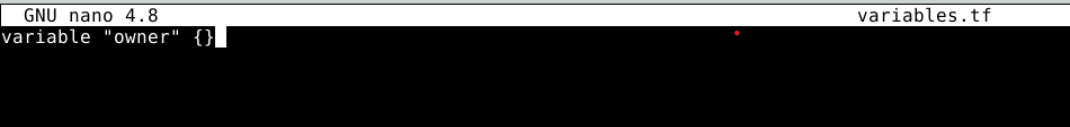 GNU nano 4.8 variables.tf
variable "owner" {}